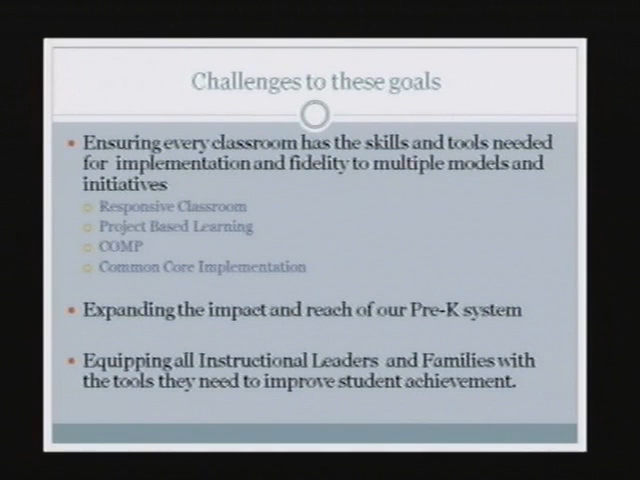 Challenges to these goals
Ensuring every classroom has the skills and tools needed
for implementation and fidelity to multiple models and
initiatives
Responsive Classroom
Project Based Learning
COMP
Common Core Implementation
Expanding the impact and reach of our Pre-K system
Equipping all Instructional Leaders and Families with
the tools they need to improve student achievement.